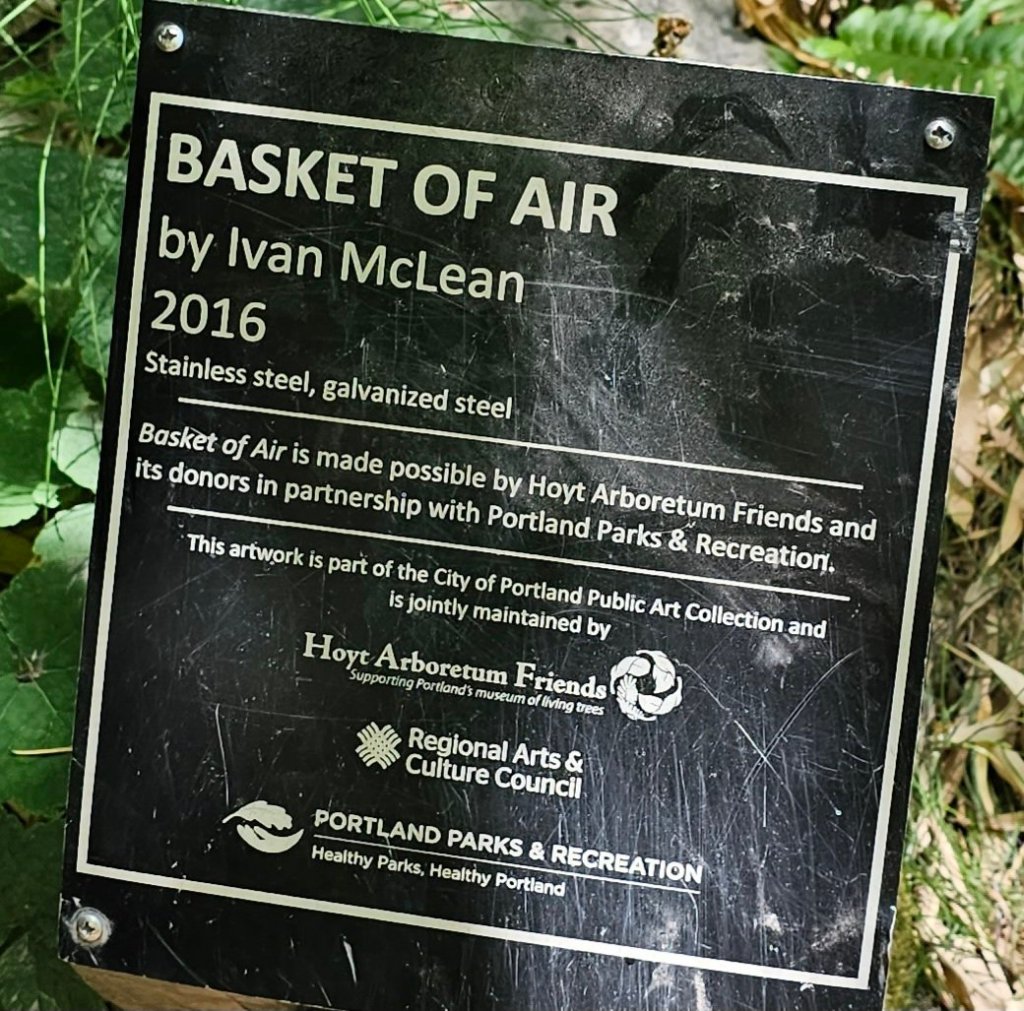 BASKET OF AIR
by Ivan McLean
2016
Stainless steel, galvanized steel
Basket of Air is made possible by Hoyt Arboretum Friends and
its donors in partnership with Portland Parks & Recreation.
This artwork is part of the City of Portland Public Art Collection and
is jointly maintained by
Hoyt Arboretum Friends
Supporting Portland's museum of living trees
Regional Arts &
Culture Council
PORTLAND PARKS & RECREATION
Healthy Parks, Healthy Portland